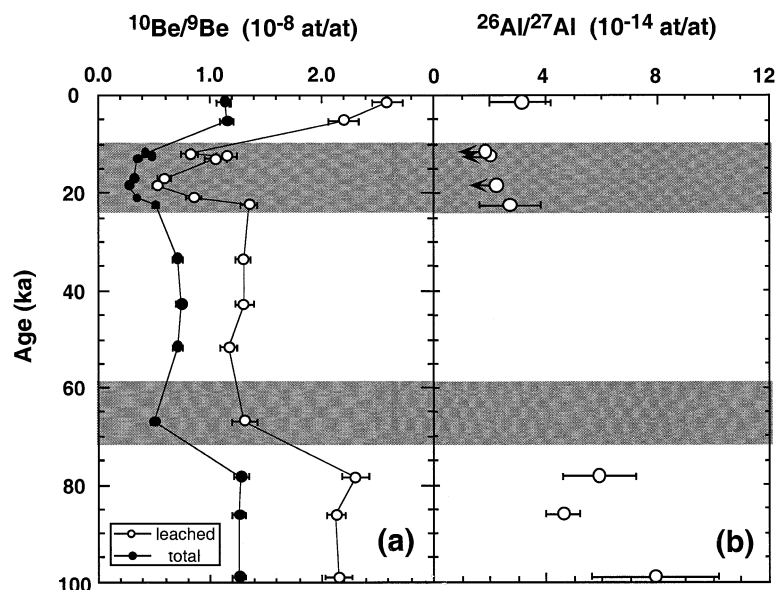 ¹⁰Be/⁹Be (10⁻⁸ at/at)
²⁶Al/²⁷Al (10⁻¹⁴ at/at)
0.0 1.0 2.0 0 4 8 12
0
20
40
60
80
100
Age (ka)
leached
total
(a)
(b)